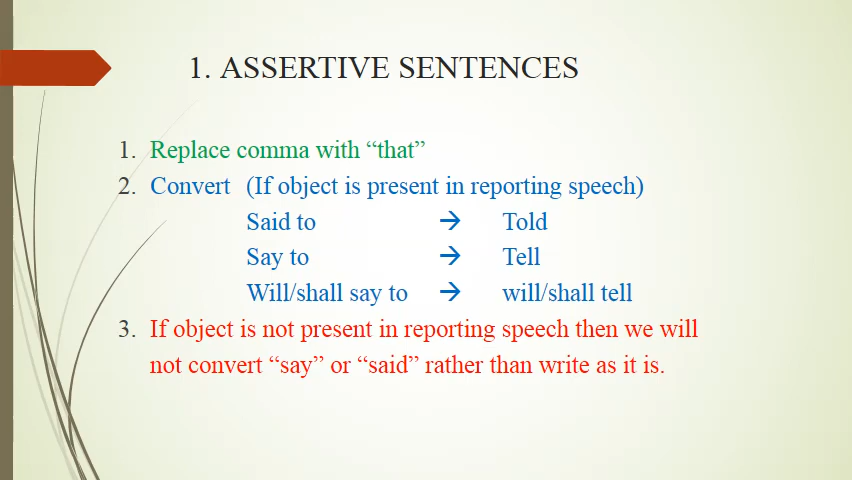 1. ASSERTIVE SENTENCES
1. Replace comma with “that”
2. Convert (If object is present in reporting speech)
Said to → Told
Say to → Tell
Will/shall say to → will/shall tell
3. If object is not present in reporting speech then we will
not convert “say” or “said” rather than write as it is.